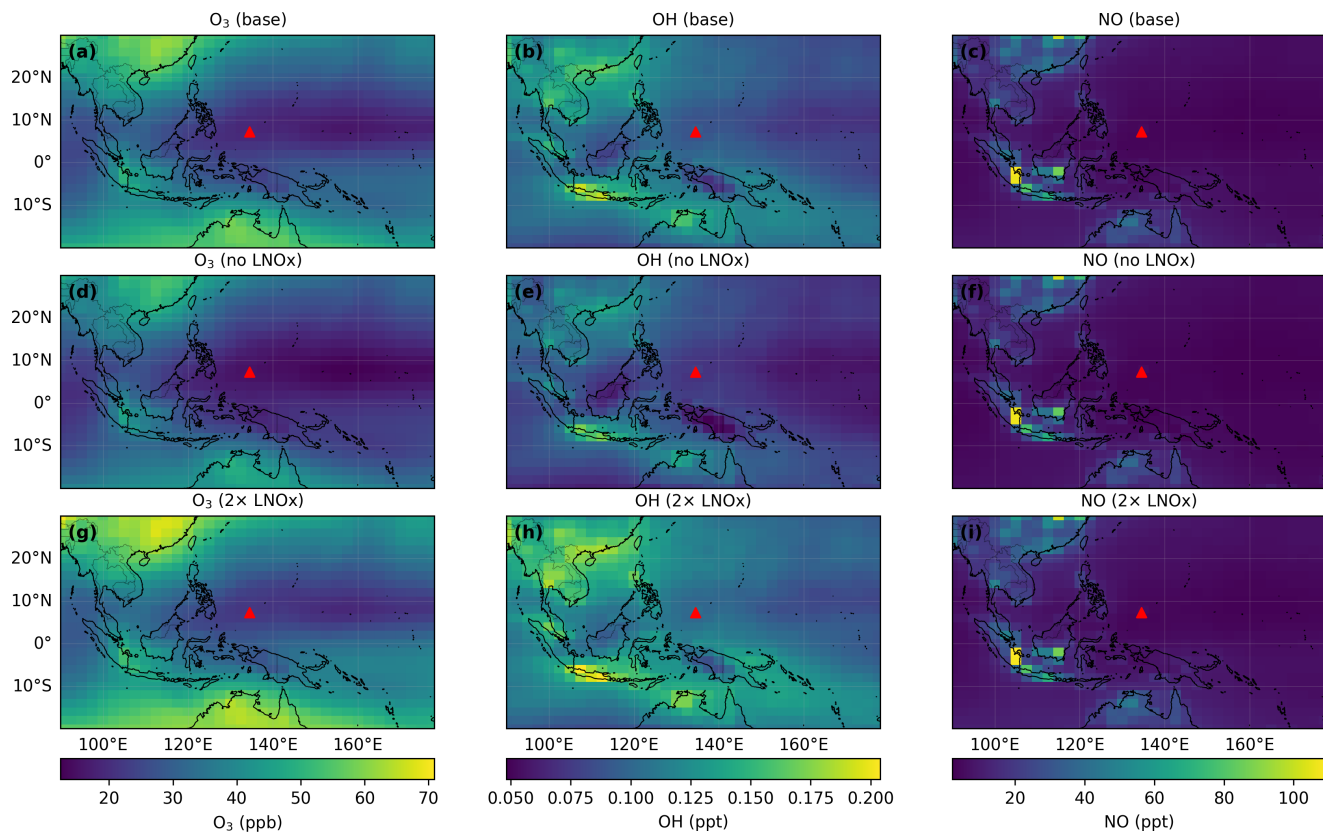 O₃ (base) OH (base) NO (base)
(a) (b) (c)
20°N
10°N
0°
10°S
O₃ (no LNOx) OH (no LNOx) NO (no LNOx)
(d) (e) (f)
20°N
10°N
0°
10°S
O₃ (2× LNOx) OH (2× LNOx) NO (2× LNOx)
(g) (h) (i)
20°N
10°N
0°
10°S
100°E 120°E 140°E 160°E 100°E 120°E 140°E 160°E 100°E 120°E 140°E 160°E
20 30 40 50 60 70 0.050 0.075 0.100 0.125 0.150 0.175 0.200 20 40 60 80 100
O₃ (ppb) OH (ppt) NO (ppt)